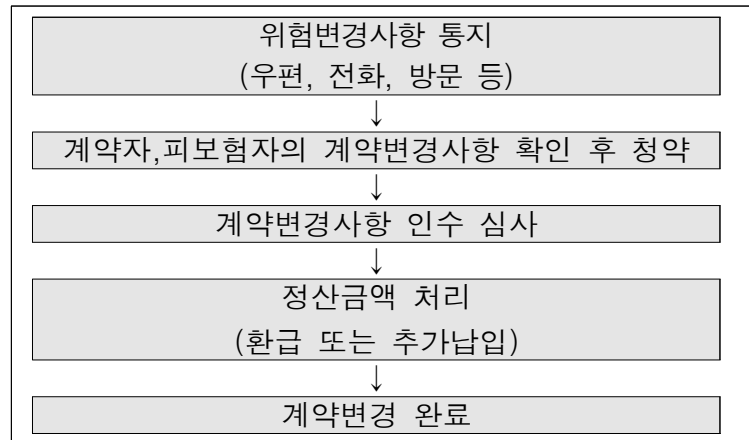 위험변경사항 통지
(우편, 전화, 방문 등)
↓
계약자,피보험자의 계약변경사항 확인 후 청약
↓
계약변경사항 인수 심사
↓
정산금액 처리
(환급 또는 추가납입)
↓
계약변경 완료